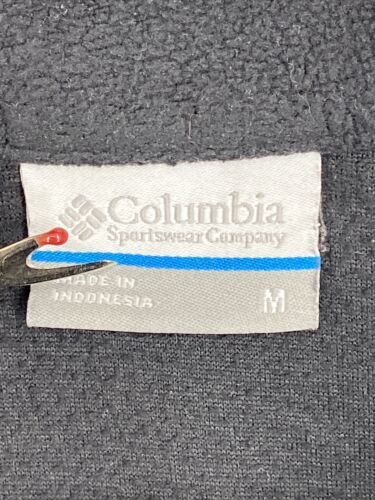 Columbia
Sportswear Company
MADE IN
INDONESIA
M